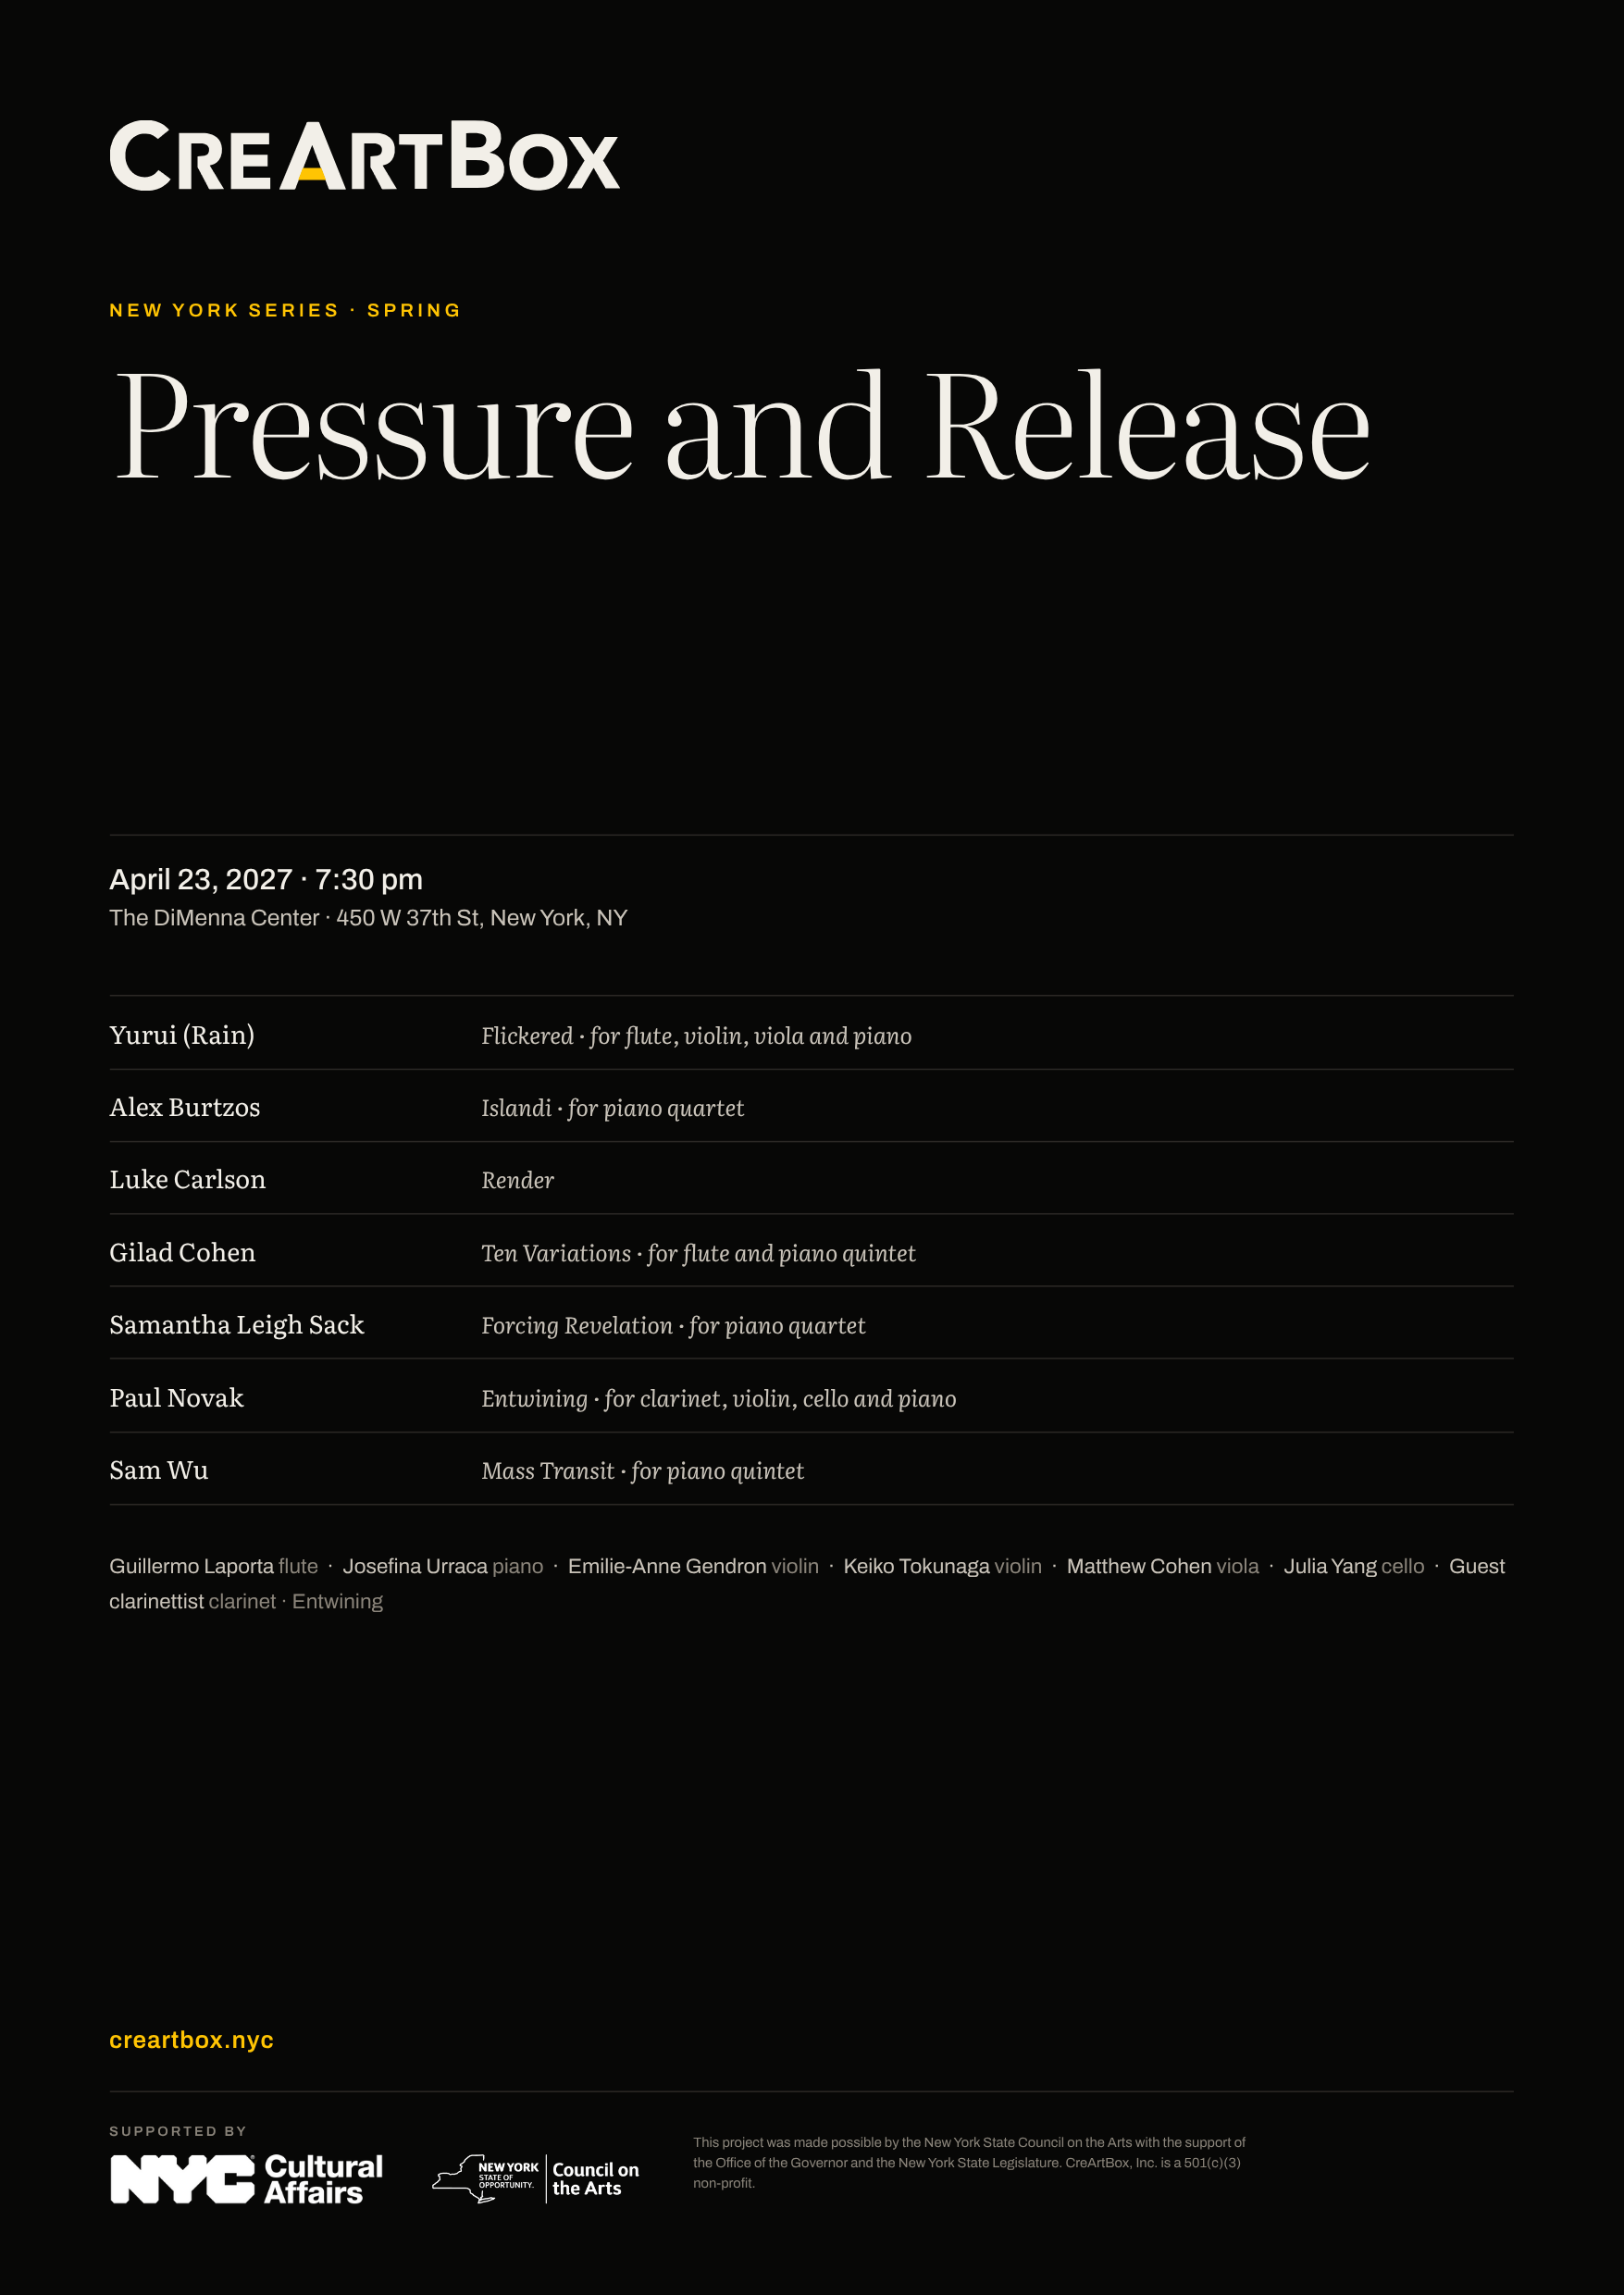 CREARTBOX
NEW YORK SERIES · SPRING
Pressure and Release
April 23, 2027 · 7:30 pm
The DiMenna Center · 450 W 37th St, New York, NY
Yurui (Rain) Flickered · for flute, violin, viola and piano
Alex Burtzos Islandi · for piano quartet
Luke Carlson Render
Gilad Cohen Ten Variations · for flute and piano quintet
Samantha Leigh Sack Forcing Revelation · for piano quartet
Paul Novak Entwining · for clarinet, violin, cello and piano
Sam Wu Mass Transit · for piano quintet
Guillermo Laporta flute · Josefina Urraca piano · Emilie-Anne Gendron violin · Keiko Tokunaga violin · Matthew Cohen viola · Julia Yang cello · Guest
clarinettist clarinet · Entwining
creartbox.nyc
SUPPORTED BY
NYC Cultural
Affairs
NEW YORK
STATE OF
OPPORTUNITY.
Council on
the Arts
This project was made possible by the New York State Council on the Arts with the support of
the Office of the Governor and the New York State Legislature. CreArtBox, Inc. is a 501(c)(3)
non-profit.